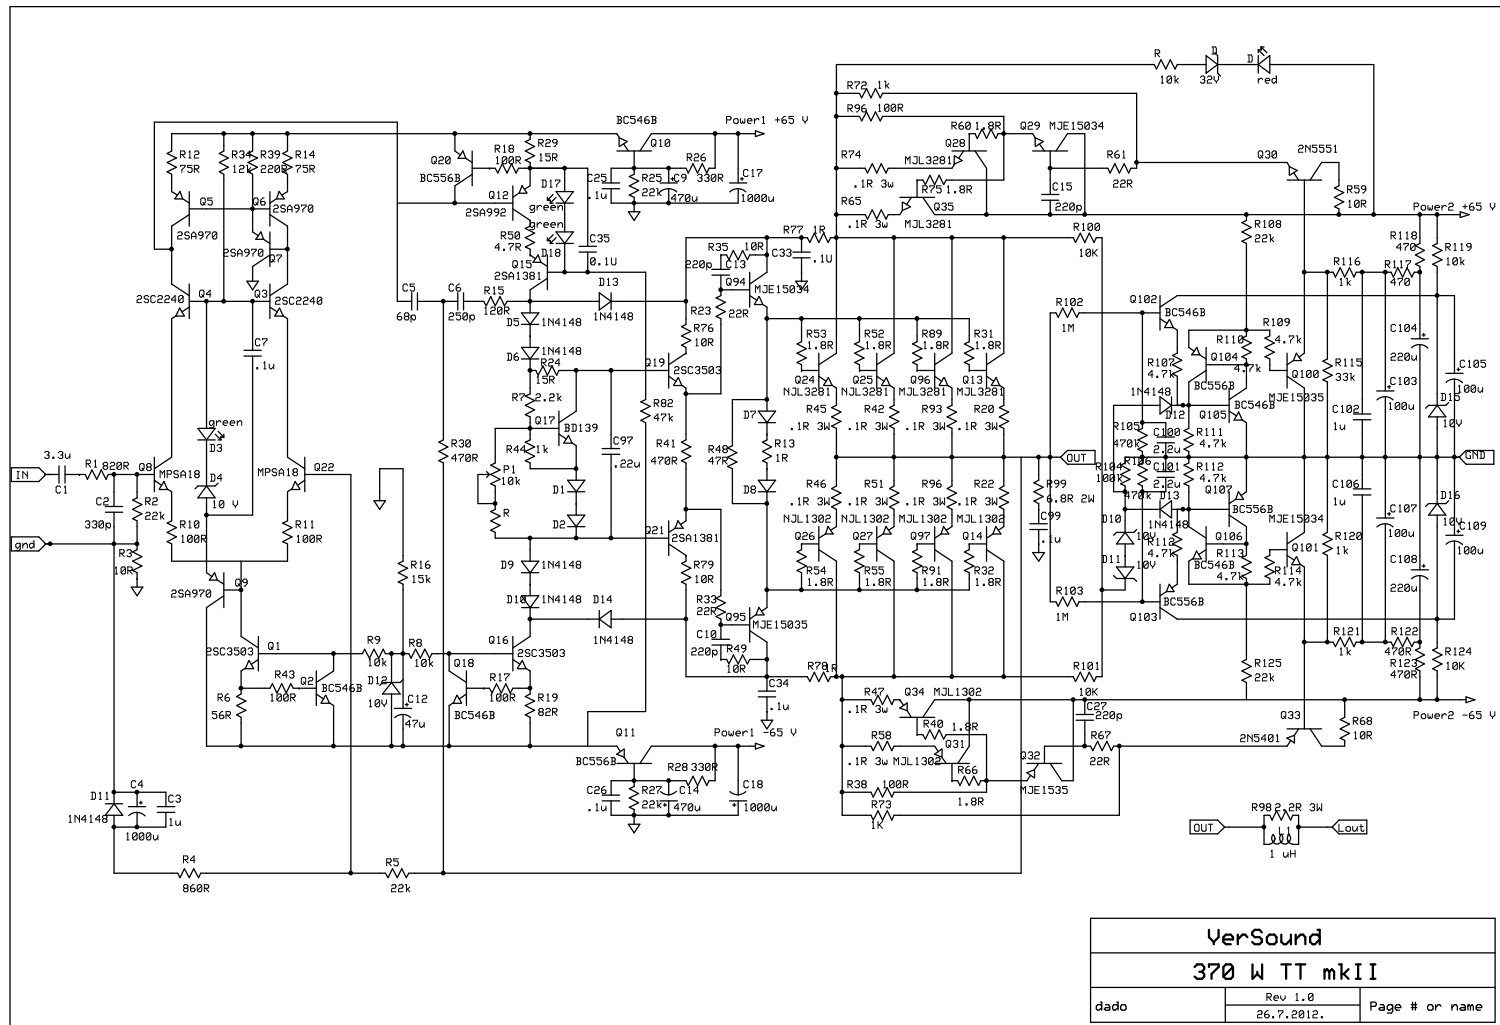 R
10k
D
32V
D
red
R72 1k
R96 100R
R60 1.8R
Q29
MJE15034
BC546B
Power1 +65 V
Q10
R12
75R
R34
12k
R39
220R
R14
75R
Q20
BC556B
R18
100R
R29
15R
Q12
2SA992
D17
green
green
D18
C25
.1u
R25
22k
C9
470u
R26
330R
C17
1000u
R74
.1R 3w
MJL3281
Q28
R75
1.8R
R65
.1R 3w
Q35
MJL3281
C15
220p
R61
22R
Q30
2N5551
R59
10R
Power2 +65 V
Q5
2SA970
Q6
2SA970
2SA970
Q7
R50
4.7R
Q15
2SA1381
C35
0.1U
R35
10R
220p
C13
Q94
MJE15034
R77
1R
C33
.1U
R100
10K
R108
22k
R118
470
R119
10k
R116
1k
R117
470
2SC2240
Q4
Q3
2SC2240
C5
68p
C6
250p
R15
120R
D13
1N4148
R23
22R
R76
10R
D5
1N4148
D6
1N4148
R24
15R
Q19
2SC3503
R7
2.2k
C7
.1u
R102
1M
Q102
BC546B
R107
4.7k
R110
4.7k
Q104
BC556B
R109
4.7k
Q100
MJE15035
R115
33k
C104
220u
C103
100u
C105
100u
D15
10V
C102
1u
R53
1.8R
R52
1.8R
R89
1.8R
R31
1.8R
Q24
NJL3281
Q25
NJL3281
Q96
MJL3281
Q13
MJL3281
R45
.1R 3W
R42
.1R 3W
R93
.1R 3W
R20
.1R 3W
1N4148
D12
Q105
BC546B
R105
470k
C100
2.2u
R111
4.7k
green
D3
D4
10 V
Q17
BD139
R44
1k
R82
47k
C97
.22u
R41
470R
R48
47R
D7
R13
1R
D8
R30
470R
P1
10k
R
D1
D2
3.3u
IN
C1
R1 820R
Q8
MPSA18
MPSA18
Q22
C2
330p
R2
22k
R10
100R
R11
100R
gnd
R3
10R
OUT
GND
R104
100k
R106
470k
C101
2.2u
R112
4.7k
D13
1N4148
Q107
BC556B
R99
6.8R 2W
C99
.1u
D10
10V
D11
10V
R46
.1R 3W
R51
.1R 3W
R96
.1R 3W
R22
.1R 3W
NJL1302
Q26
NJL1302
Q27
MJL1302
Q97
MJL1302
Q14
R54
1.8R
R55
1.8R
R91
1.8R
R32
1.8R
R112
4.7k
Q106
BC546B
R113
4.7k
R114
4.7k
MJE15034
Q101
R120
1k
C106
1u
C107
100u
D16
10V
C109
100u
C108
220u
R103
1M
BC556B
Q103
R121
1k
R122
470R
R123
470R
R124
10K
R125
22k
R101
10K
Q9
2SA970
R16
15k
D9
1N4148
D10
1N4148
D14
1N4148
Q21
2SA1381
R79
10R
R33
22R
Q95
MJE15035
C10
220p
R49
10R
C34
.1u
R78
1R
Q1
2SC3503
R6
56R
R43
100R
Q2
BC546B
R9
10k
R8
10k
D12
10V
C12
47u
Q18
BC546B
Q16
2SC3503
R17
100R
R19
82R
R47
.1R 3w
Q34
MJL1302
R40
1.8R
R58
.1R 3w
Q31
MJL1302
R66
1.8R
Q32
MJE1535
C27
220p
R67
22R
R38
100R
R73
1K
Q33
2N5401
R68
10R
Power2 -65 V
Q11
BC556B
Power1 -65 V
C26
.1u
R27
22k
R28 330R
C14
470u
C18
1000u
D11
1N4148
C4
1000u
C3
1u
R4
860R
R5
22k
R98 2.2R 3W
OUT
L1
1 uH
Lout
VerSound
370 W TT mkII
dado
Rev 1.0
26.7.2012.
Page # or name